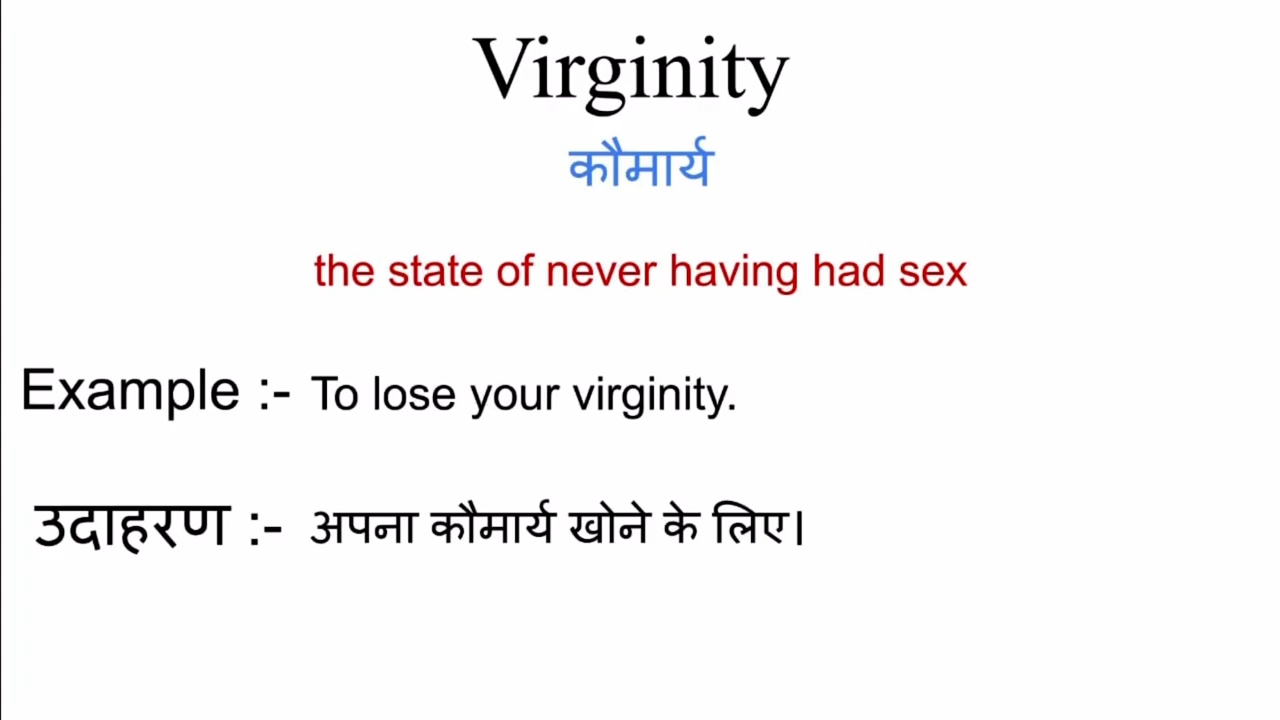 Virginity
कौमार्य
the state of never having had sex
Example :- To lose your virginity.
उदाहरण :- अपना कौमार्य खोने के लिए।